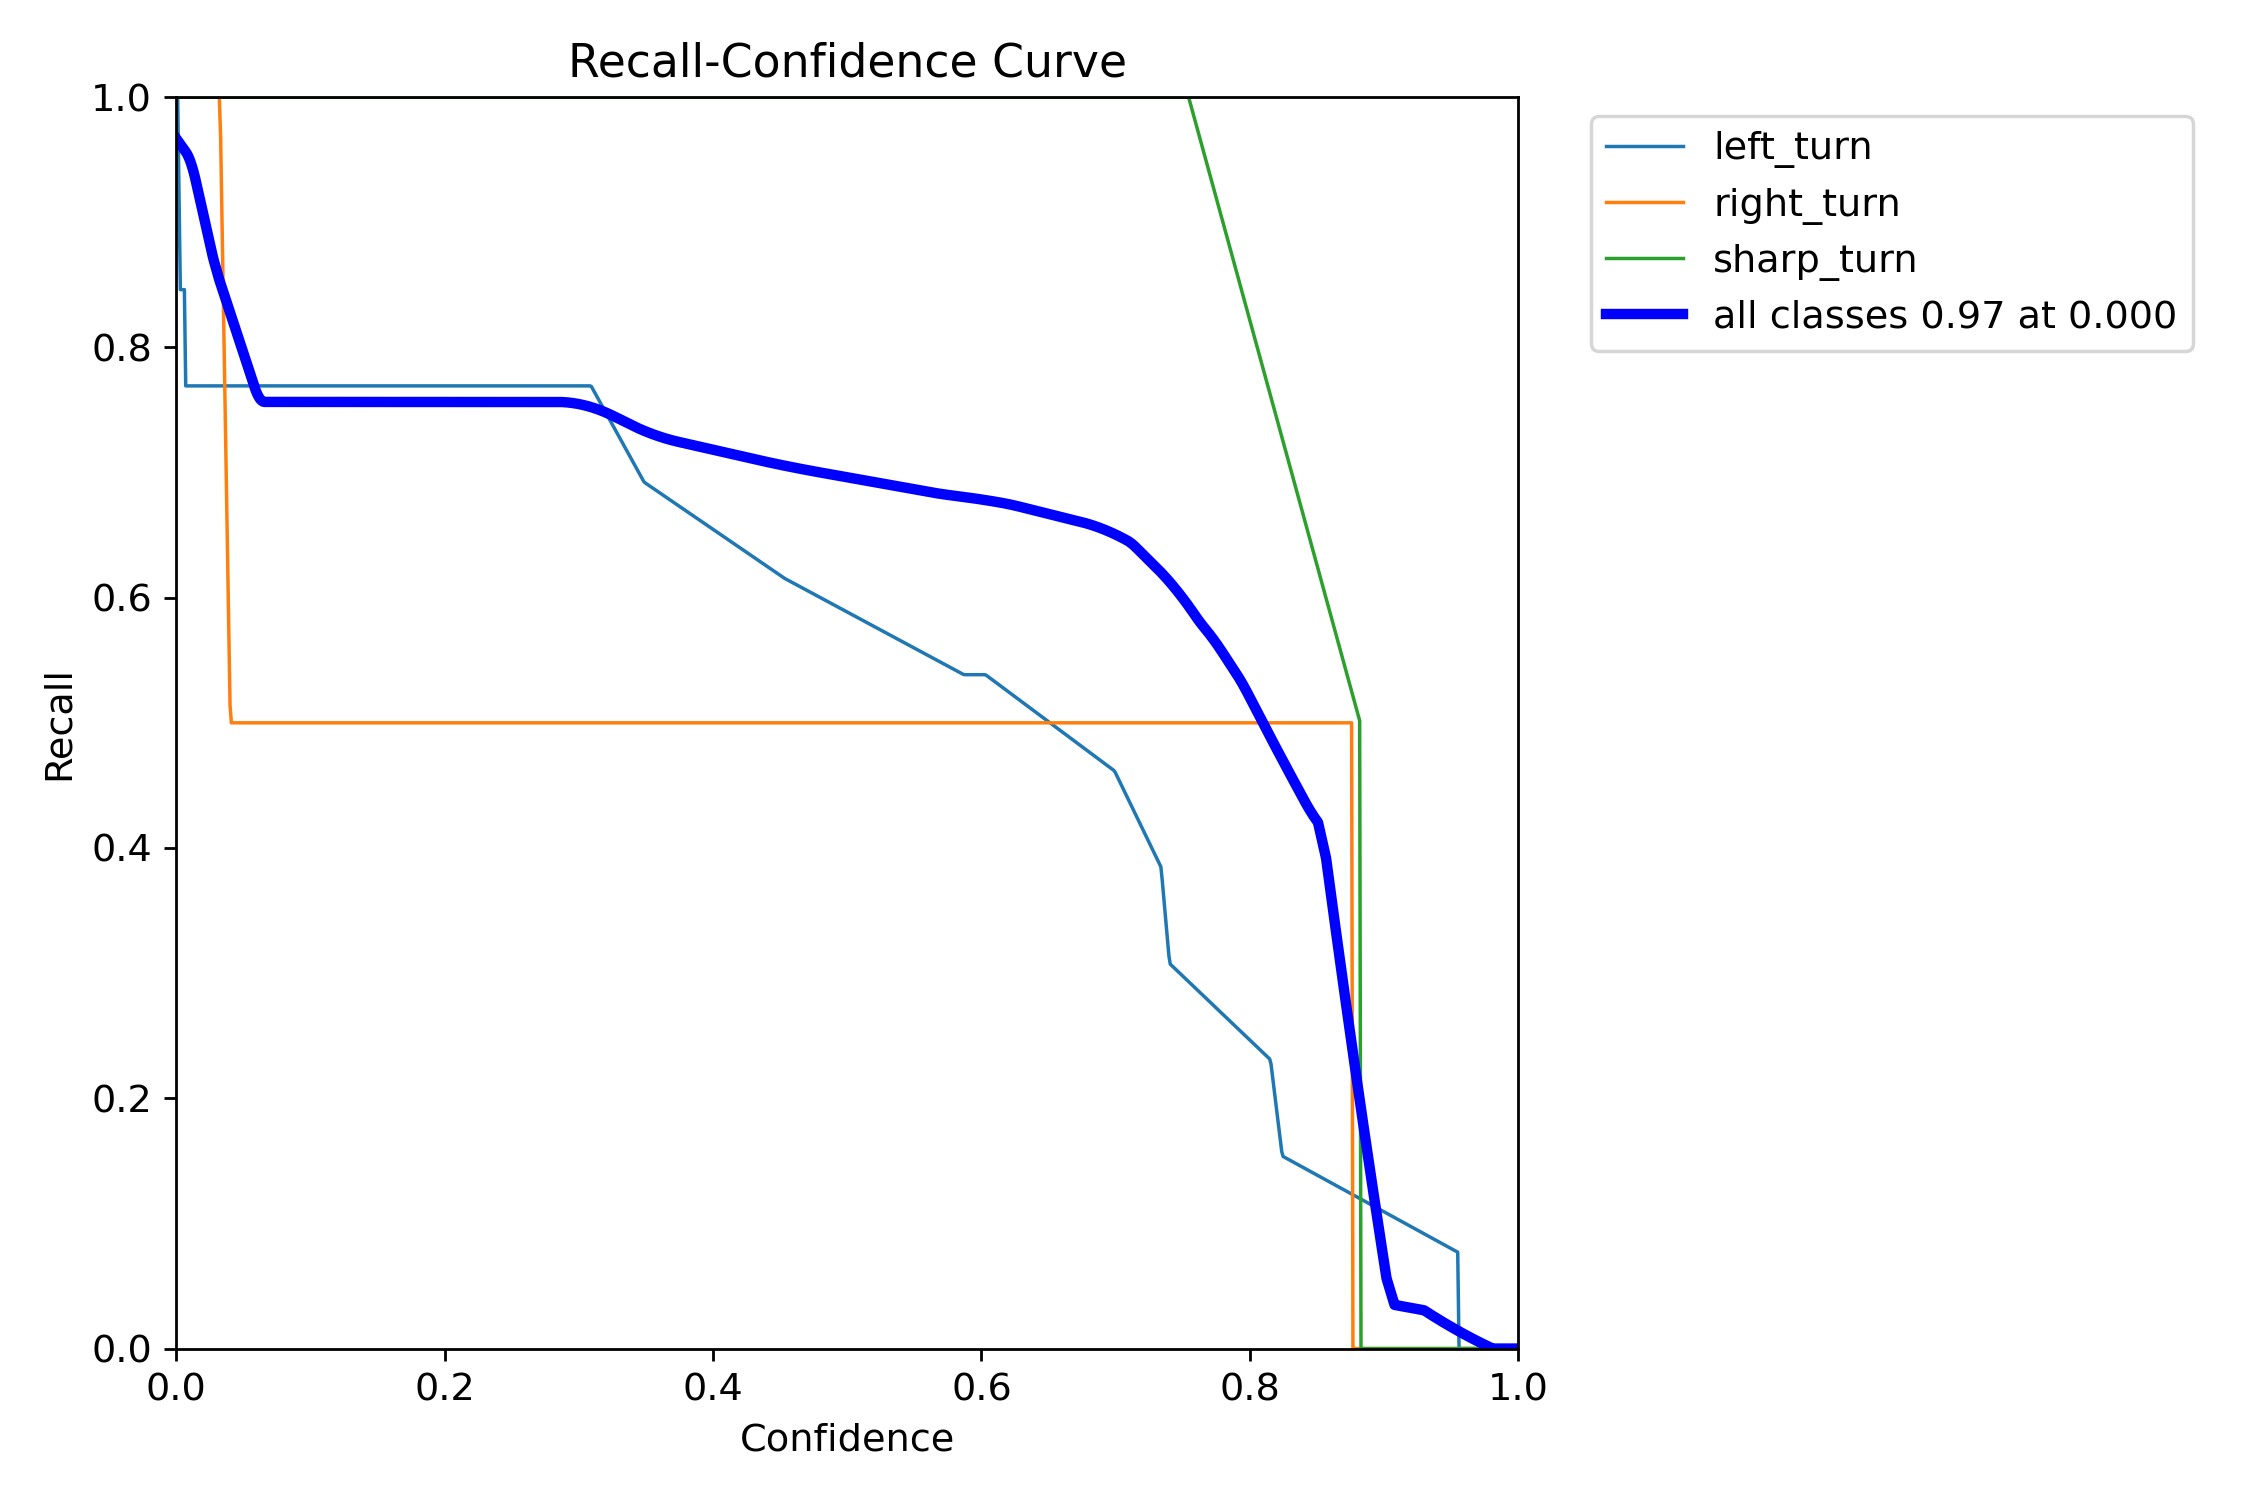 Recall-Confidence Curve
1.0
0.8
0.6
0.4
0.2
0.0
Recall
0.0 0.2 0.4 0.6 0.8 1.0
Confidence
left_turn
right_turn
sharp_turn
all classes 0.97 at 0.000